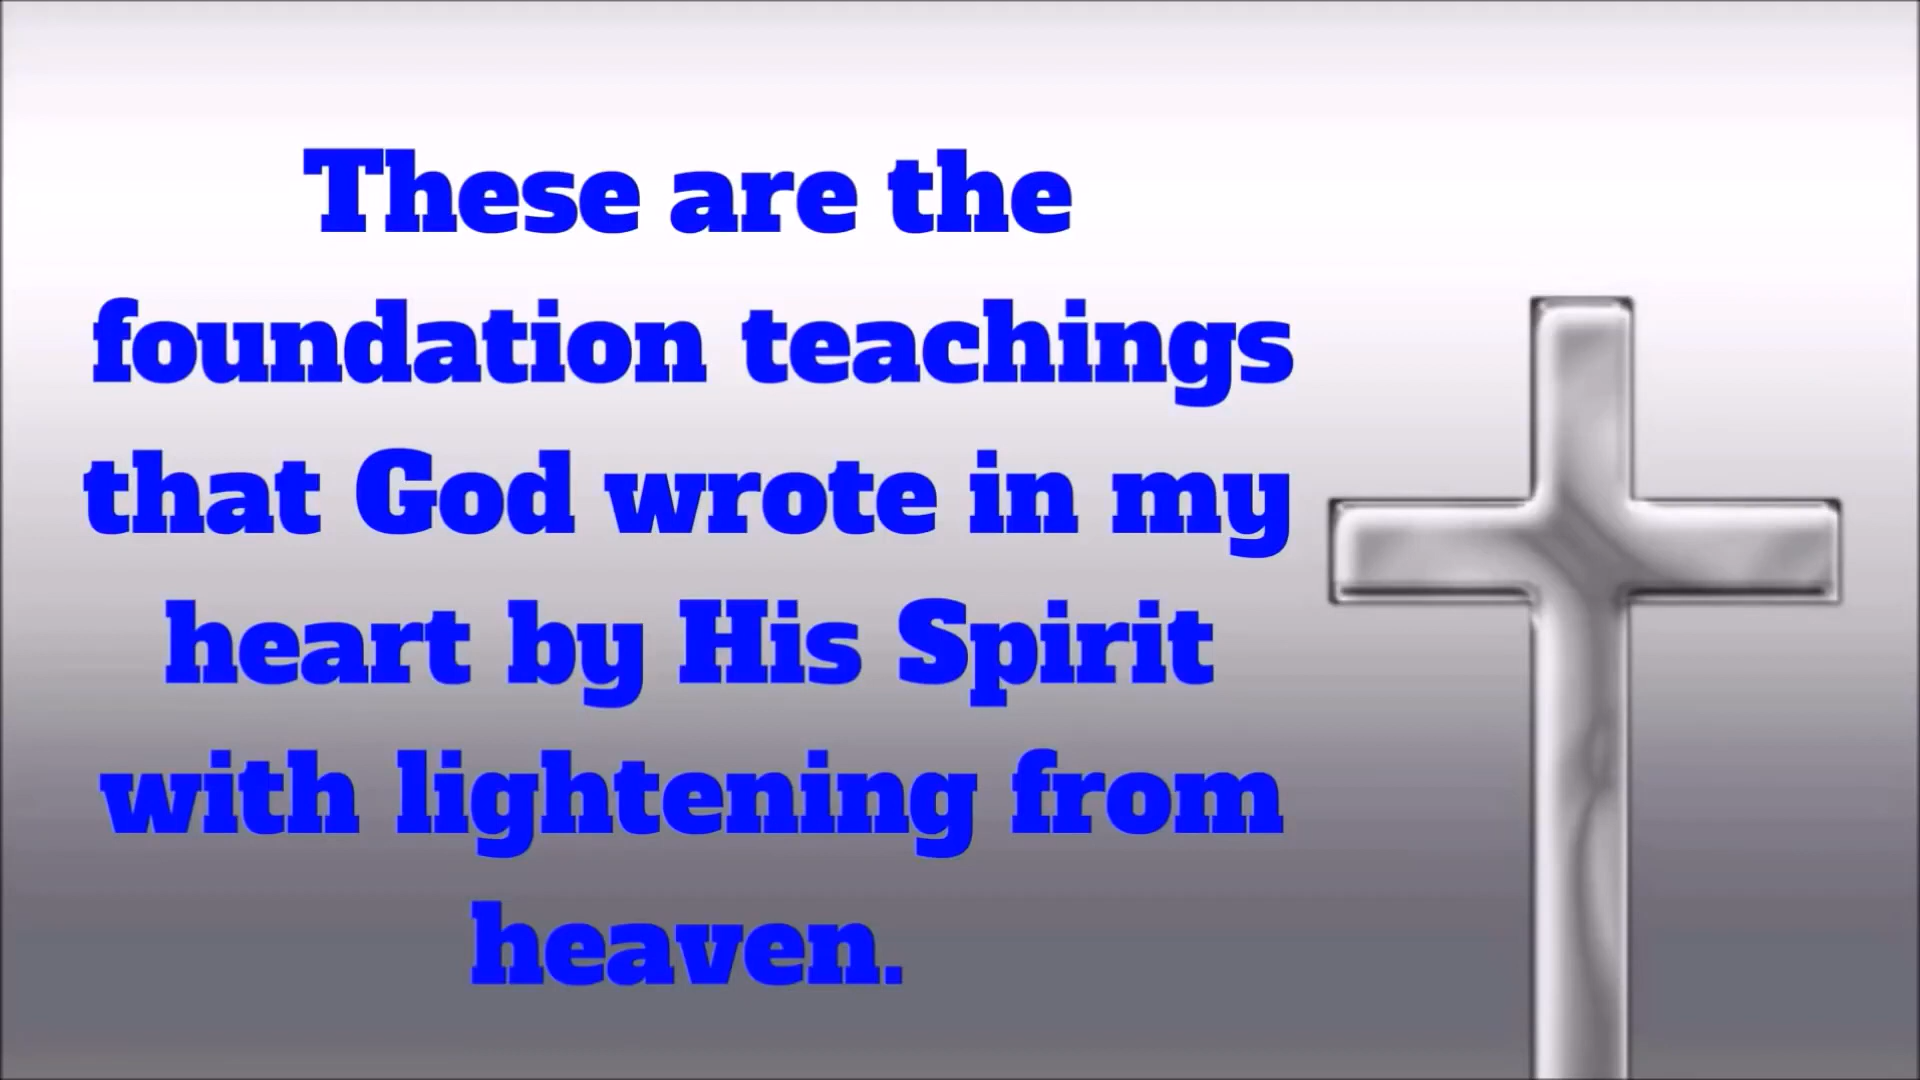 These are the
foundation teachings
that God wrote in my
heart by His Spirit
with lightening from
heaven.